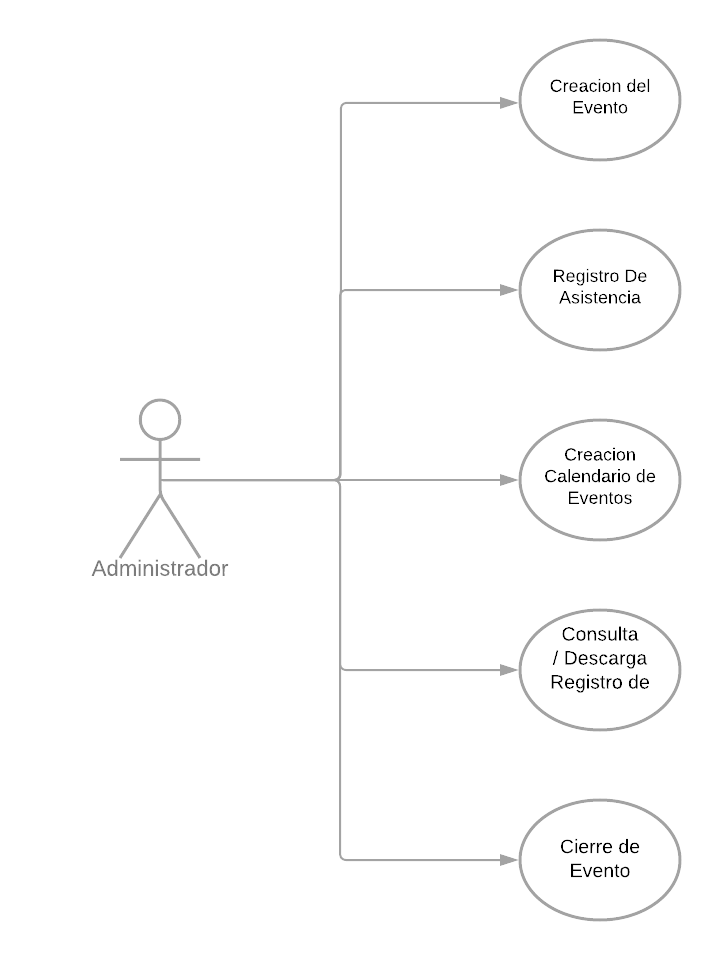 Creacion del
Evento
Registro De
Asistencia
Creacion
Calendario de
Eventos
Administrador
Consulta
/ Descarga
Registro de
Cierre de
Evento